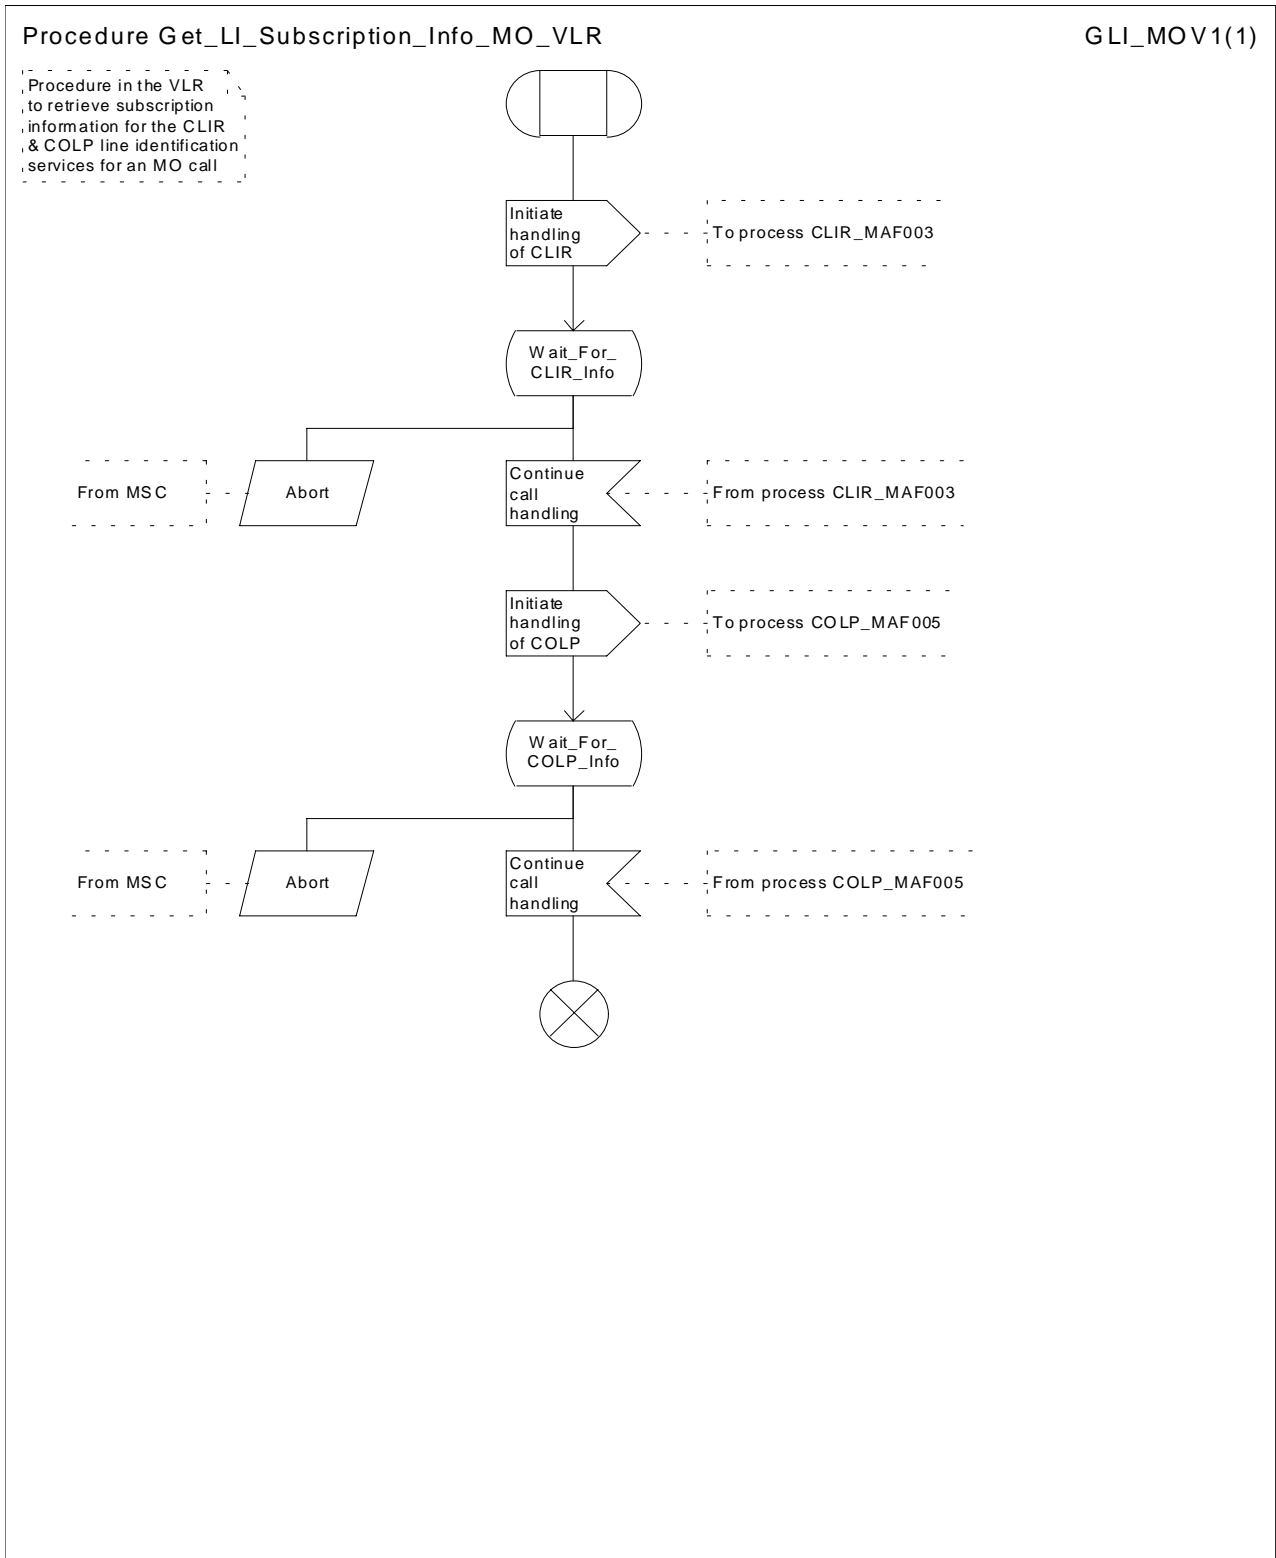 Procedure Get_LI_Subscription_Info_MO_VLR
GLI_MOV1(1)
Procedure in the VLR
to retrieve subscription
information for the CLIR
& COLP line identification
services for an MO call
Initiate
handling
of CLIR
To process CLIR_MAF003
Wait_For_
CLIR_Info
From MSC
Abort
Continue
call
handling
From process CLIR_MAF003
Initiate
handling
of COLP
To process COLP_MAF005
Wait_For_
COLP_Info
From MSC
Abort
Continue
call
handling
From process COLP_MAF005